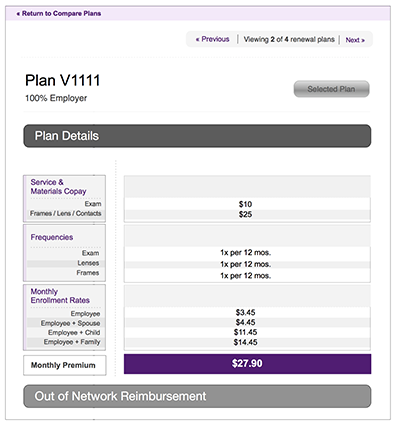 « Return to Compare Plans
« Previous | Viewing 2 of 4 renewal plans | Next »
Plan V1111
100% Employer
Selected Plan
Plan Details
Service &
Materials Copay
Exam $10
Frames / Lens / Contacts $25
Frequencies
Exam 1x per 12 mos.
Lenses 1x per 12 mos.
Frames 1x per 12 mos.
Monthly
Enrollment Rates
Employee $3.45
Employee + Spouse $4.45
Employee + Child $11.45
Employee + Family $14.45
Monthly Premium $27.90
Out of Network Reimbursement